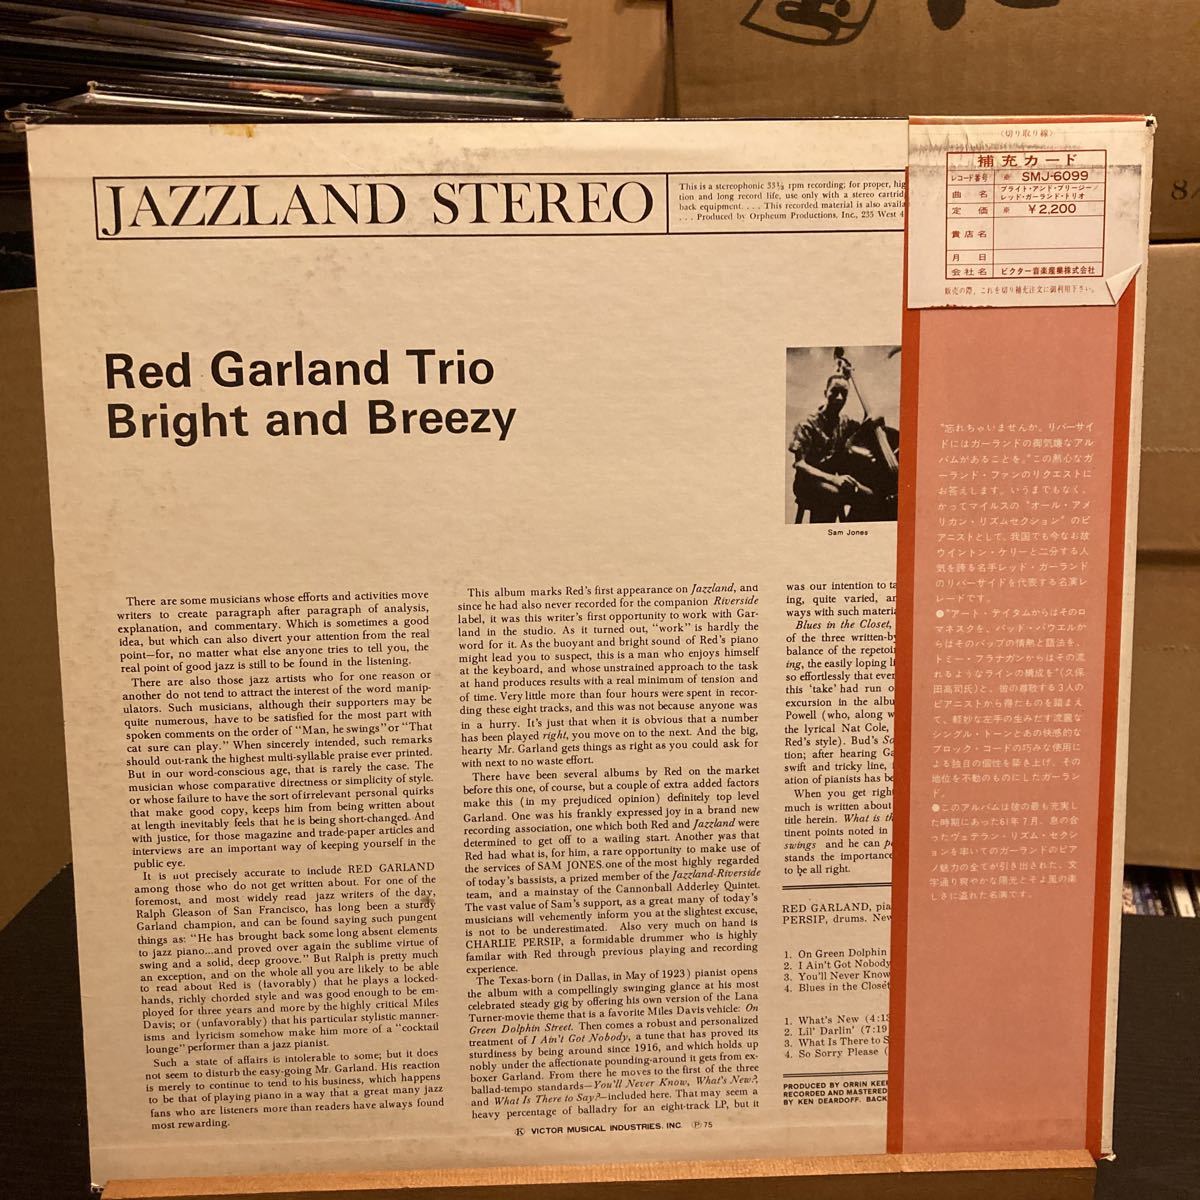 JAZZLAND STEREO
This is a stereophonic 33⅓ rpm recording; for proper, hig
tion and long record life, use only with a stereo cartrid
back equipment. . . . This recorded material is also availa
. . . Produced by Orpheum Productions, Inc., 235 West 4
Red Garland Trio
Bright and Breezy
Sam Jones
There are some musicians whose efforts and activities move
writers to create paragraph after paragraph of analysis,
explanation, and commentary. Which is sometimes a good
idea, but which can also divert your attention from the real
point—for, no matter what else anyone tries to tell you, the
real point of good jazz is still to be found in the listening.
There are also those jazz artists who for one reason or
another do not tend to attract the interest of the word manip-
ulators. Such musicians, although their supporters may be
quite numerous, have to be satisfied for the most part with
spoken comments on the order of "Man, he swings" or "That
cat sure can play." When sincerely intended, such remarks
should out-rank the highest multi-syllable praise ever printed.
But in our word-conscious age, that is rarely the case. The
musician whose comparative directness or simplicity of style,
or whose failure to have the sort of irrelevant personal quirks
that make good copy, keeps him from being written about
at length inevitably feels that he is being short-changed. And
with justice, for those magazine and trade-paper articles and
interviews are an important way of keeping yourself in the
public eye.
It is not precisely accurate to include RED GARLAND
among those who do not get written about. For one of the
foremost, and most widely read jazz writers of the day,
Ralph Gleason of San Francisco, has long been a sturdy
Garland champion, and can be found saying such pungent
things as: "He has brought back some long absent elements
to jazz piano...and proved over again the sublime virtue of
swing and a solid, deep groove." But Ralph is pretty much
an exception, and on the whole all you are likely to be able
to read about Red is (favorably) that he plays a locked-
hands, richly chorded style and was good enough to be em-
ployed for three years and more by the highly critical Miles
Davis; or (unfavorably) that his particular stylistic manner-
isms and lyricism somehow make him more of a "cocktail
lounge" performer than a jazz pianist.
Such a state of affairs is intolerable to some; but it does
not seem to disturb the easy-going Mr. Garland. His reaction
is merely to continue to tend to his business, which happens
to be that of playing piano in a way that a great many jazz
fans who are listeners more than readers have always found
most rewarding.
This album marks Red's first appearance on Jazzland, and
since he had also never recorded for the companion Riverside
label, it was this writer's first opportunity to work with Gar-
land in the studio. As it turned out, "work" is hardly the
word for it. As the buoyant and bright sound of Red's piano
might lead you to suspect, this is a man who enjoys himself
at the keyboard, and whose unstrained approach to the task
at hand produces results with a real minimum of tension and
of time. Very little more than four hours were spent in recor-
ding these eight tracks, and this was not because anyone was
in a hurry. It's just that when it is obvious that a number
has been played right, you move on to the next. And the big,
hearty Mr. Garland gets things as right as you could ask for
with next to no waste effort.
There have been several albums by Red on the market
before this one, of course, but a couple of extra added factors
make this (in my prejudiced opinion) definitely top level
Garland. One was his frankly expressed joy in a brand new
recording association, one which both Red and Jazzland were
determined to get off to a wailing start. Another was that
Red had what is, for him, a rare opportunity to make use of
the services of SAM JONES, one of the most highly regarded
of today's bassists, a prized member of the Jazzland-Riverside
team, and a mainstay of the Cannonball Adderley Quintet.
The vast value of Sam's support, as a great many of today's
musicians will vehemently inform you at the slightest excuse,
is not to be underestimated. Also very much on hand is
CHARLIE PERSIP, a formidable drummer who is highly
familiar with Red through previous playing and recording
experience.
The Texas-born (in Dallas, in May of 1923) pianist opens
the album with a compellingly swinging glance at his most
celebrated steady gig by offering his own version of the Lana
Turner-movie theme that is a favorite Miles Davis vehicle: On
Green Dolphin Street. Then comes a robust and personalized
treatment of I Ain't Got Nobody, a tune that has proved its
sturdiness by being around since 1916, and which holds up
nobly under the affectionate pounding-around it gets from ex-
boxer Garland. From there he moves to the first of the three
ballad-tempo standards—You'll Never Know, What's New?,
and What Is There to Say?—included here. That may seem a
heavy percentage of balladry for an eight-track LP, but it
was our intention to ta
ing, quite varied, an
ways with such materia
Blues in the Closet,
of the three written-by
balance of the repetoi
ing, the easily loping li
so effortlessly that ever
this 'take' had run o
excursion in the albu
Powell (who, along w
the lyrical Nat Cole,
Red's style). Bud's So
tion; after hearing Ga
swift and tricky line, i
ation of pianists has be
When you get right
much is written about
title herein. What is th
tinent points noted in
swings and he can p
stands the importance
to be all right.
RED GARLAND, pia
PERSIP, drums. New
1. On Green Dolphin
2. I Ain't Got Nobody
3. You'll Never Know
4. Blues in the Closet
1. What's New (4:13
2. Lil' Darlin' (7:19
3. What Is There to S
4. So Sorry Please (
PRODUCED BY ORRIN KEE
RECORDED AND MASTERED
BY KEN DEARDOFF. BACK
VICTOR MUSICAL INDUSTRIES, INC. Ⓟ 75
〈切り取り線〉
補充カード
レコード番号 ※ SMJ-6099
曲名 ブライト・アンド・ブリージー/
レッド・ガーランド・トリオ
定価 ※ ¥2,200
貴店名
月日
会社名 ビクター音楽産業株式会社
販売の際、これを切り補充注文に御利用下さい。
"忘れちゃいませんか。リバーサイ
ドにはガーランドの御気嫌なアル
バムがあることを。"この熱心なガ
ーランド・ファンのリクエストに
お答えします。いうまでもなく、
かってマイルスの"オール・アメ
リカン・リズムセクション"のピ
アニストとして、我国でも今なお故
ウイントン・ケリーと二分する人
気を誇る名手レッド・ガーランド
のリバーサイドを代表する名演レ
コードです。
●"アート・テイタムからはそのロ
マネスクを、バッド・パウエルか
らはそのバップの情熱と語法を、
トミー・フラナガンからはその流
れるようなラインの構成を"(久保
田高司氏)と、彼の尊敬する3人の
ピアニストから得たものを踏まえ
て、軽妙な左手の生みだす流麗な
シングル・トーンとあの快感的な
ブロック・コードの巧みな使用に
よる独自の個性を築き上げ、その
地位を不動のものにしたガーラン
ド。
●このアルバムは彼の最も充実し
た時期にあった61年7月、息の合
ったヴェテラン・リズム・セクシ
ョンを率いてのガーランドのピア
ノ魅力の全てが引き出された、文
字通り爽やかな陽光とそよ風の楽
しさに溢れた名演です。